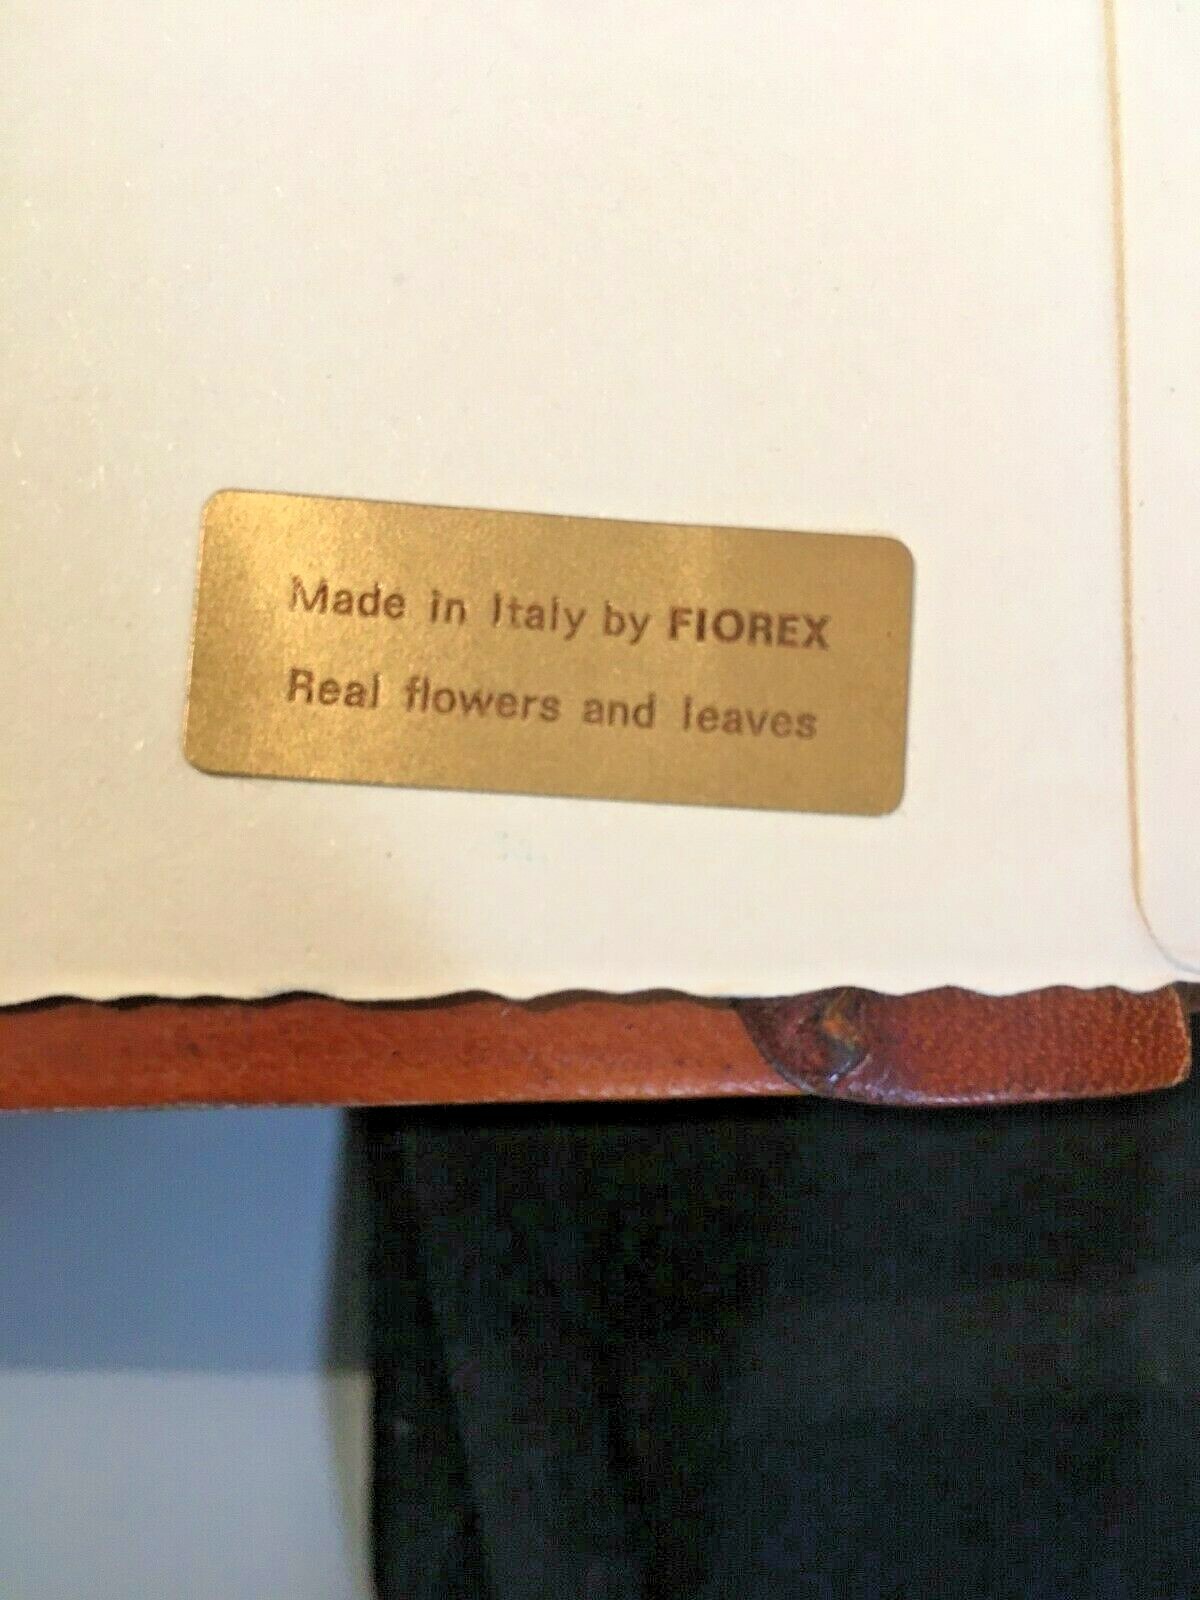 Made in Italy by FIOREX
Real flowers and leaves